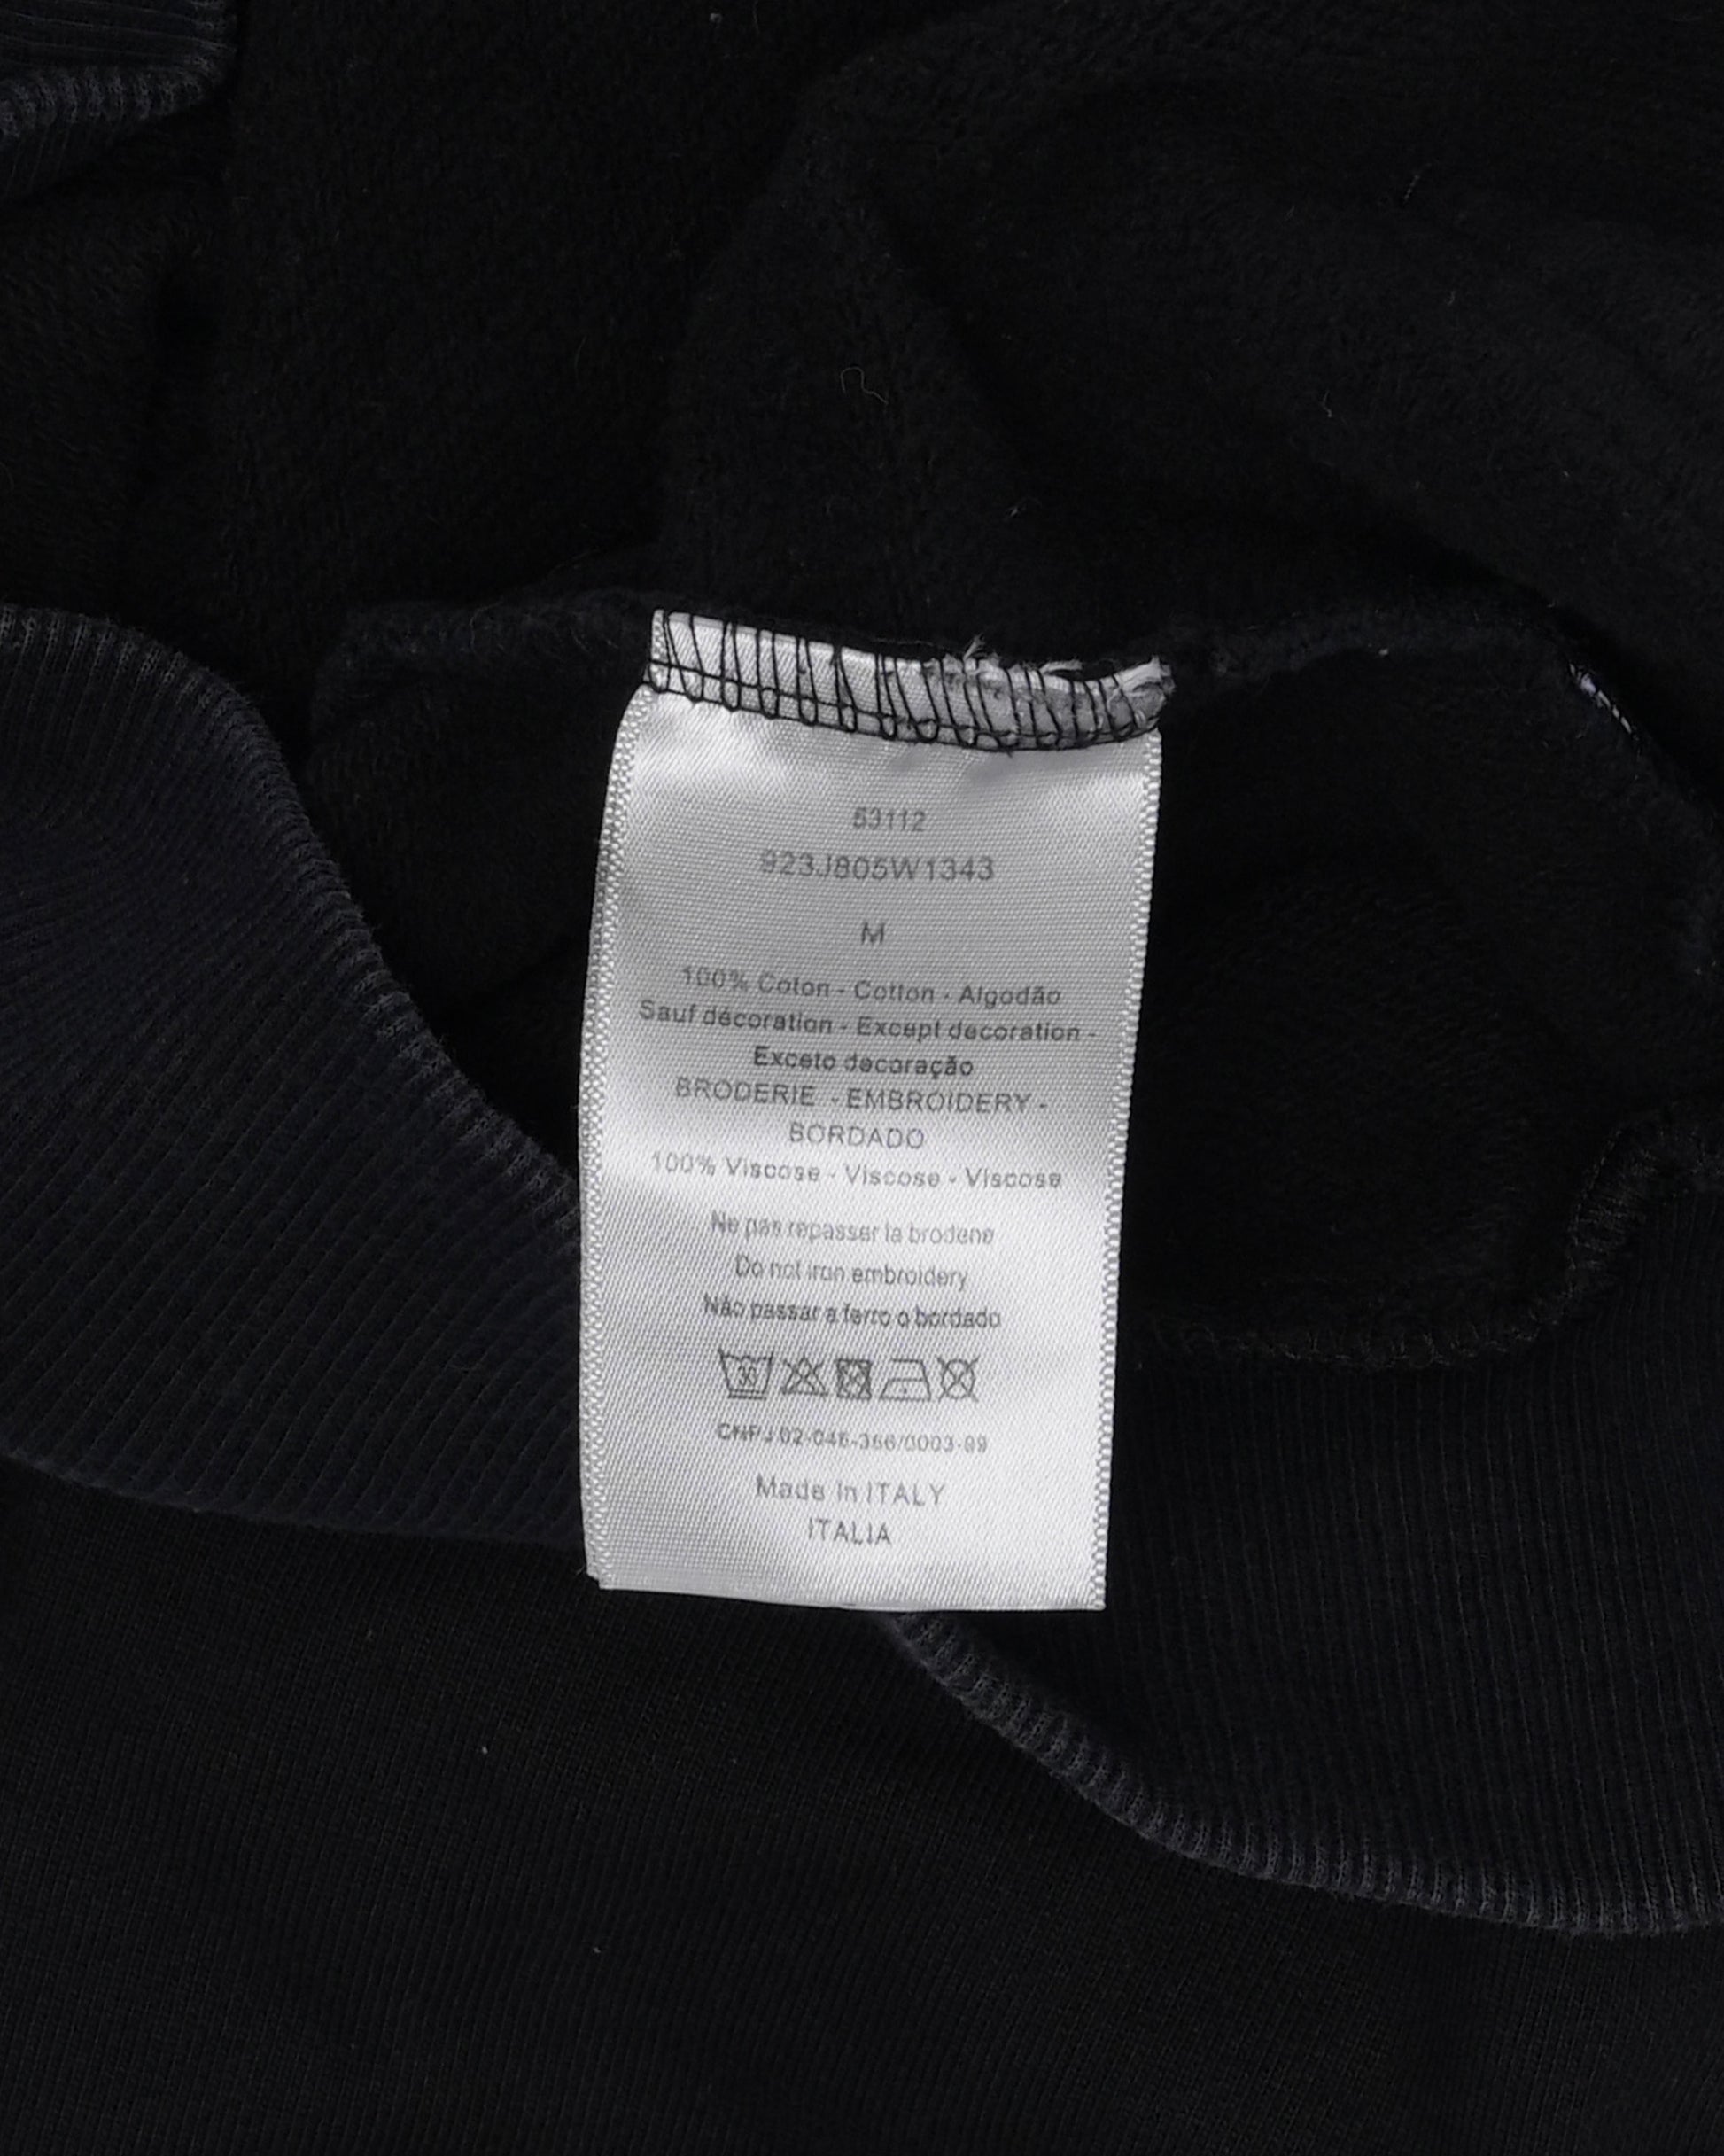 53112
923J805W1343
M
100% Coton - Cotton - Algodão
Sauf décoration - Except decoration -
Exceto decoração
BRODERIE - EMBROIDERY -
BORDADO
100% Viscose - Viscose - Viscose
Ne pas repasser la broderie
Do not iron embroidery
Não passar a ferro o bordado
30
CNPJ 02-046-366/0003-99
Made in ITALY
ITALIA